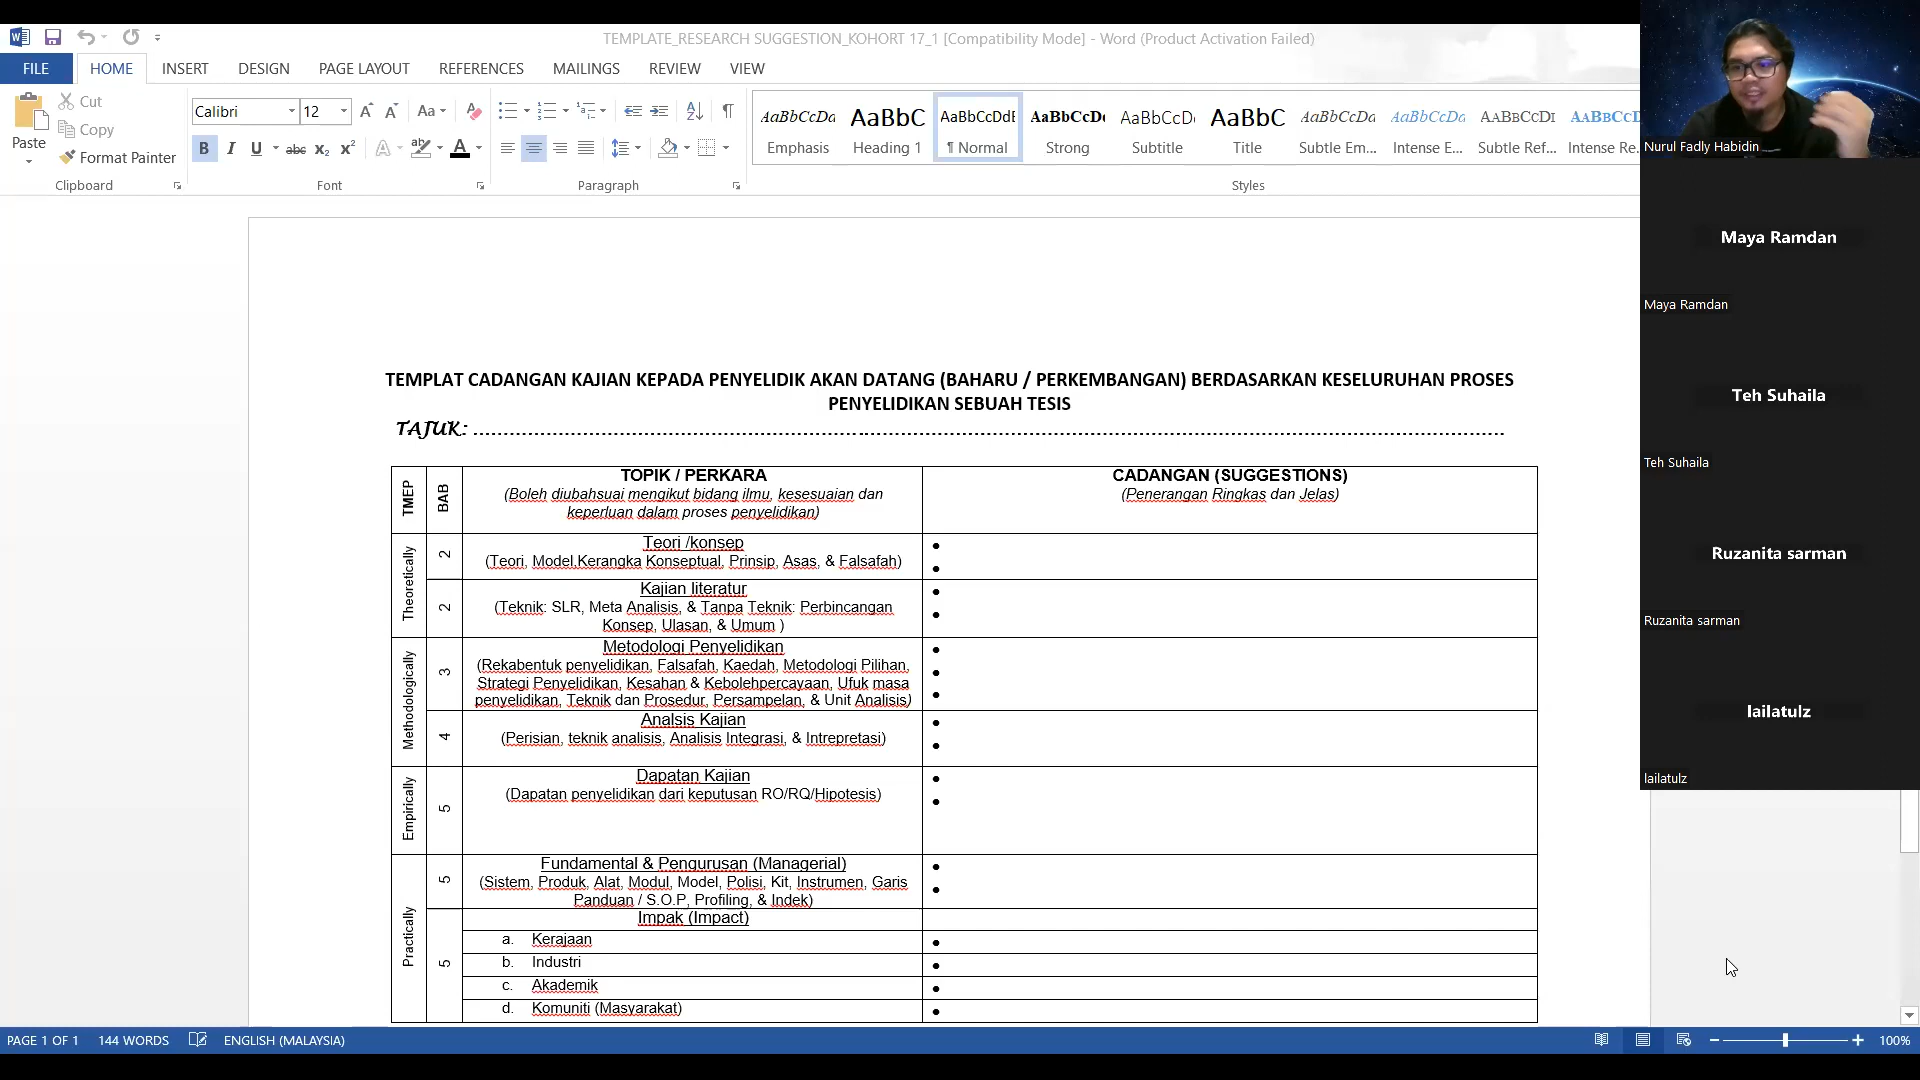 TEMPLATE_RESEARCH SUGGESTION_KOHORT 17_1 [Compatibility Mode] - Word (Product Activation Failed)
FILE
HOME
INSERT
DESIGN
PAGE LAYOUT
REFERENCES
MAILINGS
REVIEW
VIEW
Paste
Cut
Copy
Format Painter
Clipboard
Calibri
12
Font
Paragraph
AaBbCcDd Emphasis
AaBbC Heading 1
AaBbCcDdE ¶ Normal
AaBbCcDc Strong
AaBbCcDd Subtitle
AaBbC Title
AaBbCcDd Subtle Em...
AaBbCcDd Intense E...
AaBbCcDd Subtle Ref...
AaBbCcD Intense Re...
Styles
TEMPLAT CADANGAN KAJIAN KEPADA PENYELIDIK AKAN DATANG (BAHARU / PERKEMBANGAN) BERDASARKAN KESELURUHAN PROSES
PENYELIDIKAN SEBUAH TESIS
TAJUK: ........................................................................
TMEP
BAB
TOPIK / PERKARA
(Boleh diubahsuai mengikut bidang ilmu, kesesuaian dan
keperluan dalam proses penyelidikan)
CADANGAN (SUGGESTIONS)
(Penerangan Ringkas dan Jelas)
Theoretically
2
Teori /konsep
(Teori, Model,Kerangka Konseptual, Prinsip, Asas, & Falsafah)
2
Kajian literatur
(Teknik: SLR, Meta Analisis, & Tanpa Teknik: Perbincangan
Konsep, Ulasan, & Umum )
Methodologically
3
Metodologi Penyelidikan
(Rekabentuk penyelidikan, Falsafah, Kaedah, Metodologi Pilihan,
Strategi Penyelidikan, Kesahan & Kebolehpercayaan, Ufuk masa
penyelidikan, Teknik dan Prosedur, Persampelan, & Unit Analisis)
4
Analsis Kajian
(Perisian, teknik analisis, Analisis Integrasi, & Intrepretasi)
Empirically
5
Dapatan Kajian
(Dapatan penyelidikan dari keputusan RO/RQ/Hipotesis)
Practically
5
Fundamental & Pengurusan (Managerial)
(Sistem, Produk, Alat, Modul, Model, Polisi, Kit, Instrumen, Garis
Panduan / S.O.P, Profiling, & Indek)
5
Impak (Impact)
a. Kerajaan
b. Industri
c. Akademik
d. Komuniti (Masyarakat)
PAGE 1 OF 1
144 WORDS
ENGLISH (MALAYSIA)
100%
Nurul Fadly Habidin
Maya Ramdan
Maya Ramdan
Teh Suhaila
Teh Suhaila
Ruzanita sarman
Ruzanita sarman
lailatulz
lailatulz